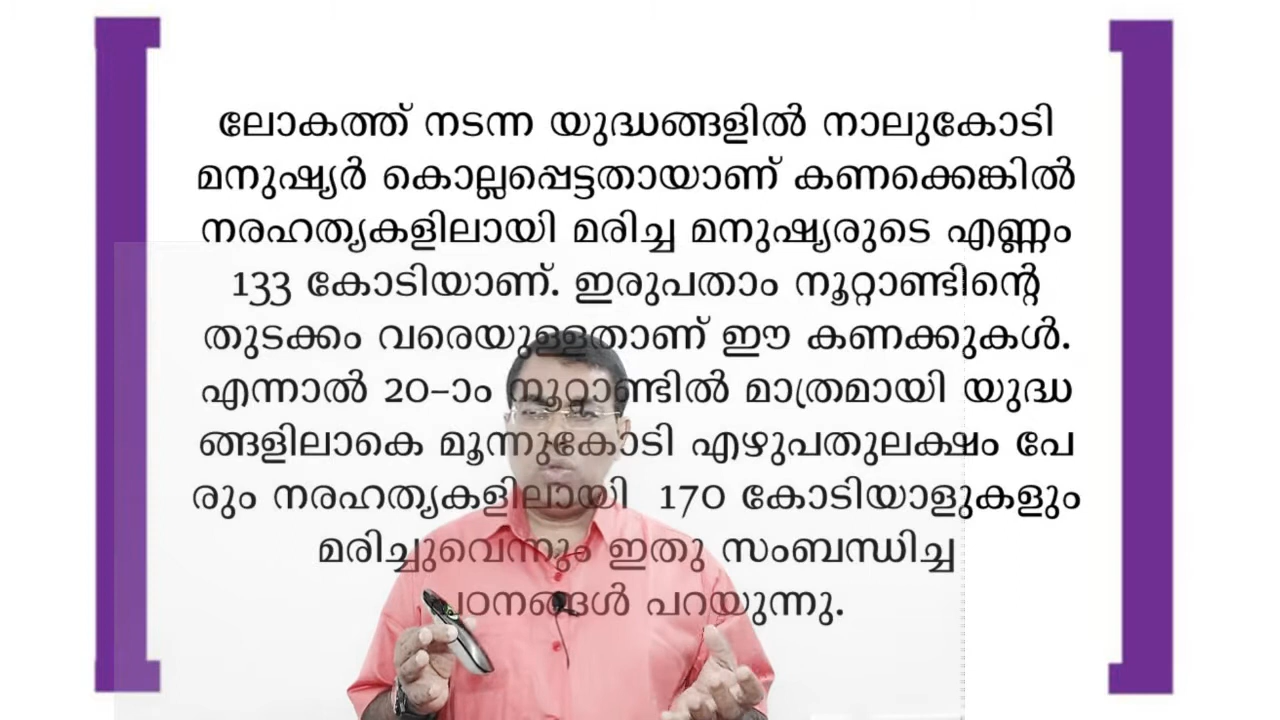 ലോകത്ത് നടന്ന യുദ്ധങ്ങളിൽ നാലുകോടി
മനുഷ്യർ കൊല്ലപ്പെട്ടതായാണ് കണക്കെങ്കിൽ
നരഹത്യകളിലായി മരിച്ച മനുഷ്യരുടെ എണ്ണം
133 കോടിയാണ്. ഇരുപതാം നൂറ്റാണ്ടിന്റെ
തുടക്കം വരെയുള്ളതാണ് ഈ കണക്കുകൾ.
എന്നാൽ 20-ാം നൂറ്റാണ്ടിൽ മാത്രമായി യുദ്ധ
ങ്ങളിലാകെ മൂന്നുകോടി എഴുപതുലക്ഷം പേ
രും നരഹത്യകളിലായി 170 കോടിയാളുകളും
മരിച്ചുവെന്നും ഇതു സംബന്ധിച്ച
പഠനങ്ങൾ പറയുന്നു.